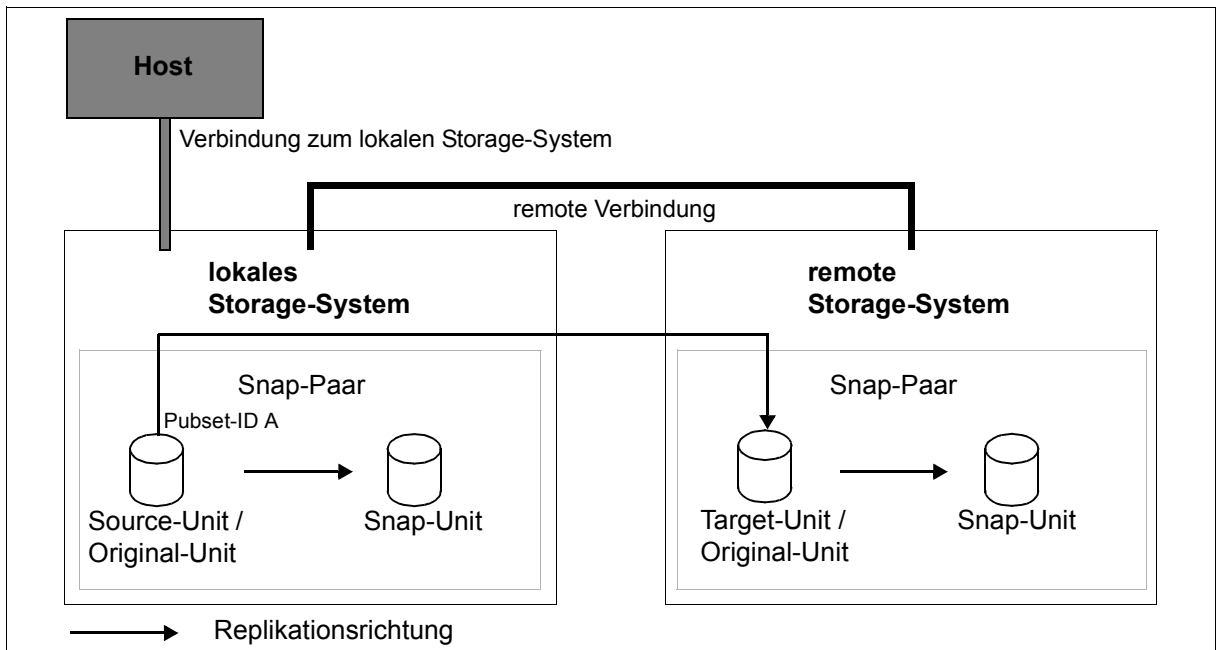 Host
Verbindung zum lokalen Storage-System
remote Verbindung
lokales
Storage-System
remote
Storage-System
Snap-Paar
Pubset-ID A
Source-Unit /
Original-Unit
Snap-Unit
Snap-Paar
Target-Unit /
Original-Unit
Snap-Unit
Replikationsrichtung